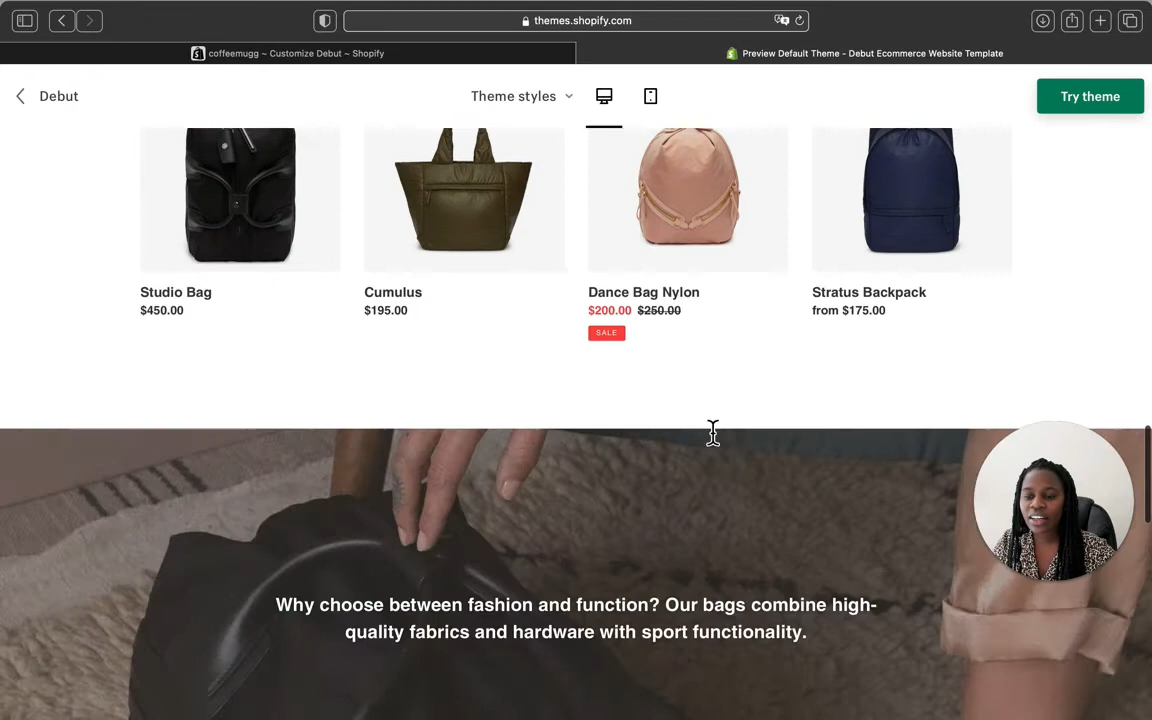 themes.shopify.com
coffeemugg ~ Customize Debut ~ Shopify
Preview Default Theme - Debut Ecommerce Website Template
Debut
Theme styles
Try theme
Studio Bag
$450.00
Cumulus
$195.00
Dance Bag Nylon
$200.00 $250.00
SALE
Stratus Backpack
from $175.00
Why choose between fashion and function? Our bags combine high-
quality fabrics and hardware with sport functionality.